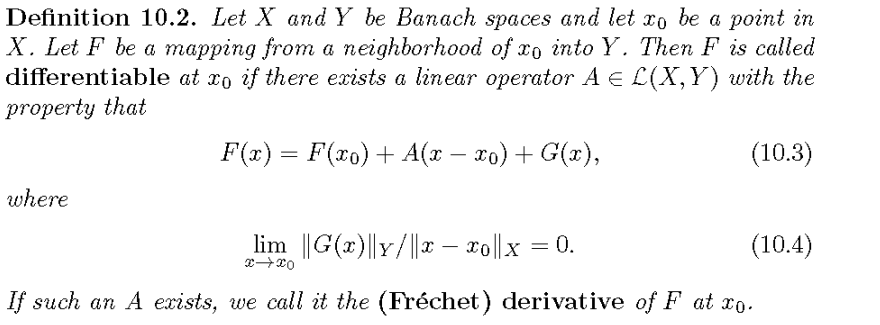 Definition 10.2. Let X and Y be Banach spaces and let x₀ be a point in
X. Let F be a mapping from a neighborhood of x₀ into Y. Then F is called
differentiable at x₀ if there exists a linear operator A ∈ ℒ(X, Y) with the
property that
F(x) = F(x₀) + A(x − x₀) + G(x), (10.3)
where
lim_{x→x₀} ‖G(x)‖_Y/‖x − x₀‖_X = 0. (10.4)
If such an A exists, we call it the (Fréchet) derivative of F at x₀.